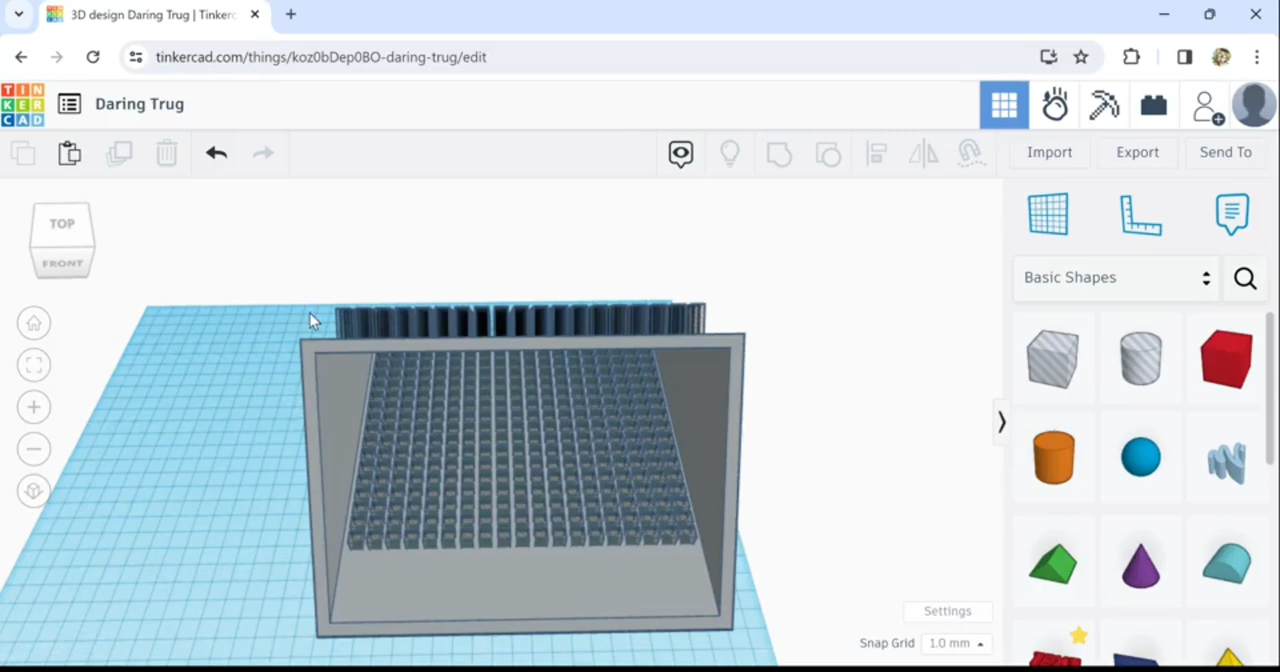 3D design Daring Trug | Tinkerc
tinkercad.com/things/koz0bDep0BO-daring-trug/edit
TIN
KER
CAD
Daring Trug
Import
Export
Send To
TOP
FRONT
Basic Shapes
Settings
Snap Grid
1.0 mm